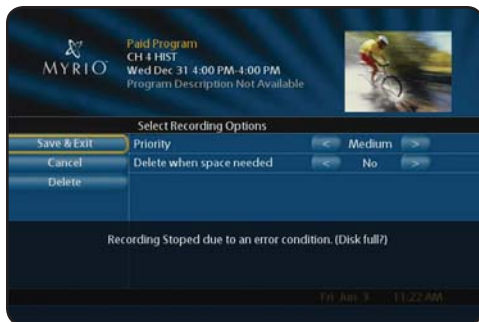 MYRIO
Paid Program
CH 4 HIST
Wed Dec 31 4:00 PM-4:00 PM
Program Description Not Available
Select Recording Options
Save & Exit Priority < Medium >
Cancel Delete when space needed < No >
Delete
Recording Stoped due to an error condition. (Disk full?)
Fri Jun 3 11:22 AM